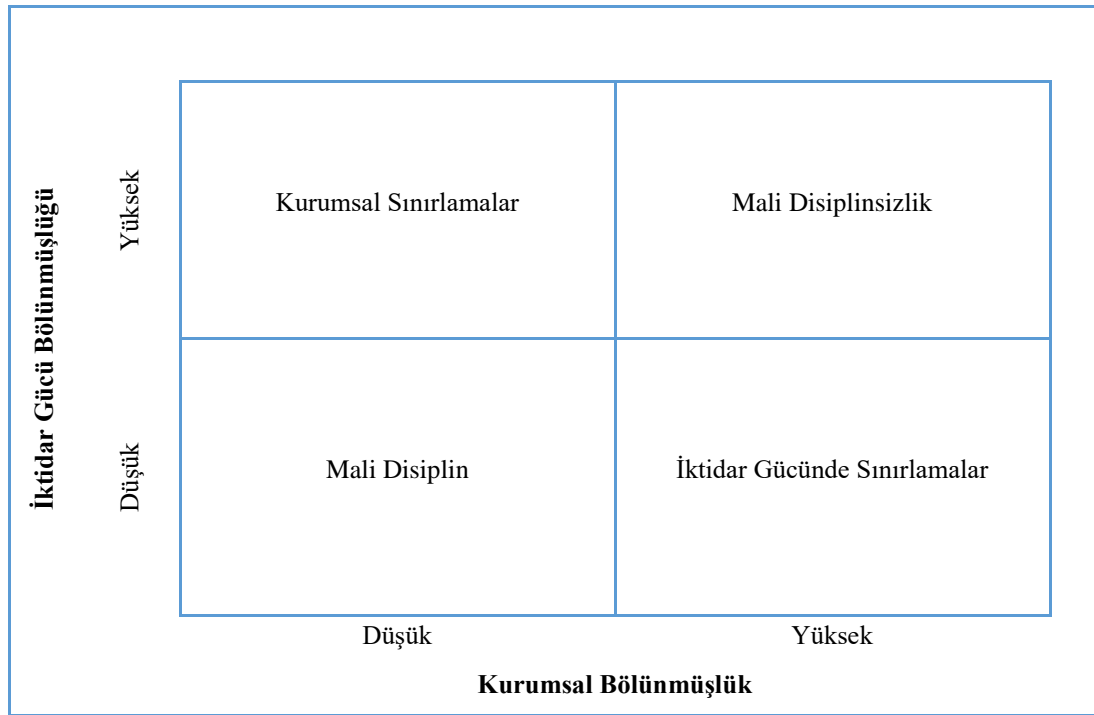 İktidar Gücü Bölünmüşlüğü
Yüksek
Kurumsal Sınırlamalar
Mali Disiplinsizlik
Düşük
Mali Disiplin
İktidar Gücünde Sınırlamalar
Düşük
Yüksek
Kurumsal Bölünmüşlük